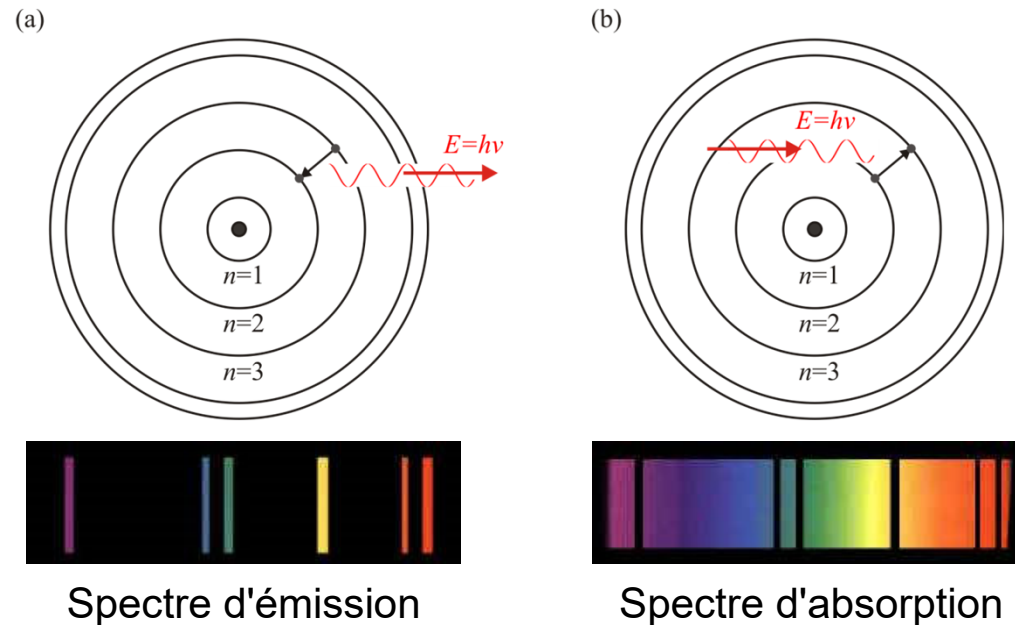 (a)
E=hν
n=1
n=2
n=3
Spectre d'émission
(b)
E=hν
n=1
n=2
n=3
Spectre d'absorption